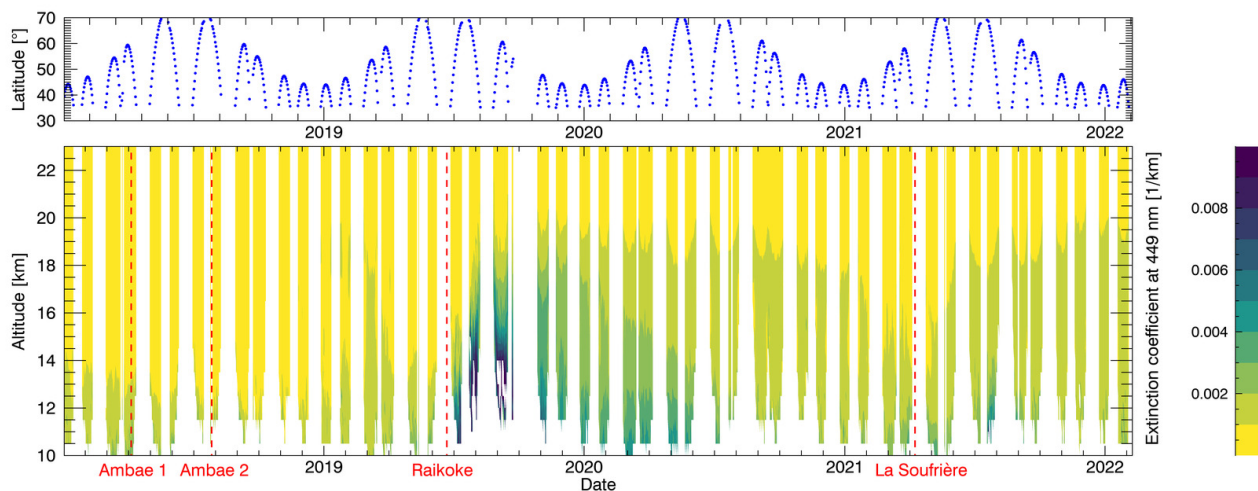 70
60
50
40
30
Latitude [°]
2019 2020 2021 2022
22
20
18
16
14
12
10
Altitude [km]
2019 2020 2021 2022
Ambae 1 Ambae 2 Raikoke La Soufrière
Date
Extinction coefficient at 449 nm [1/km]
0.008
0.006
0.004
0.002